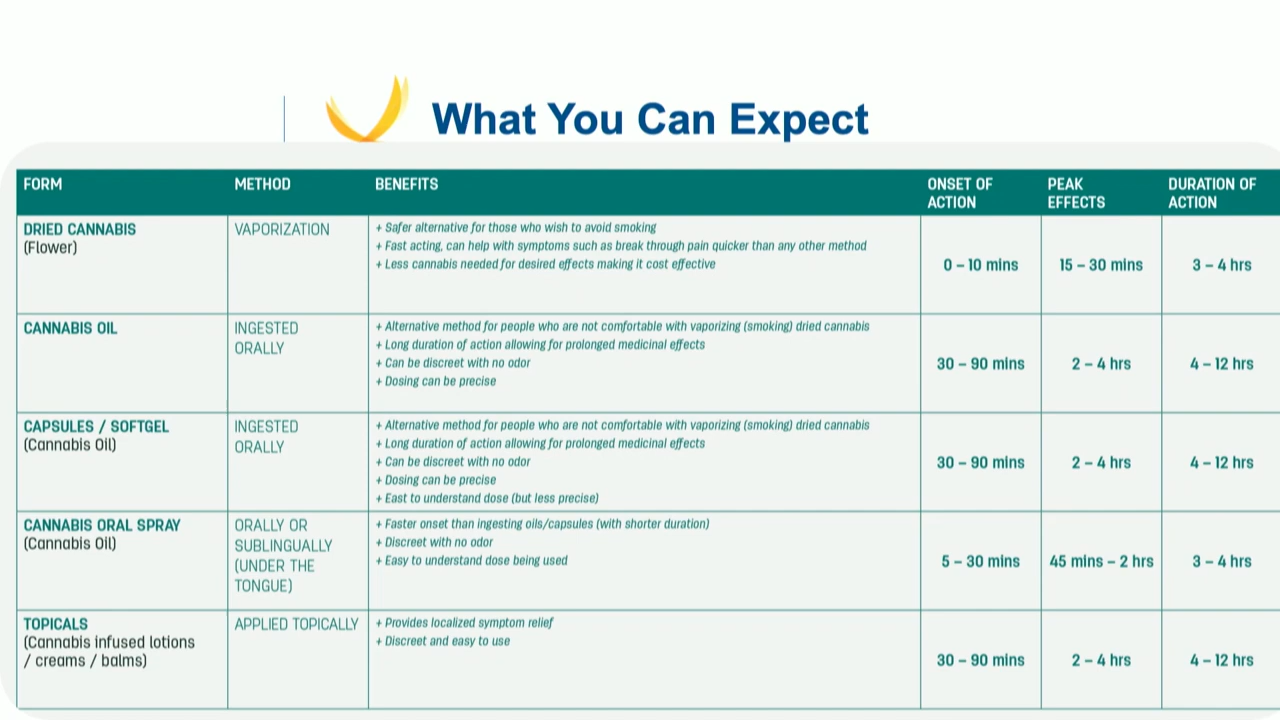 What You Can Expect
FORM
METHOD
BENEFITS
ONSET OF
ACTION
PEAK
EFFECTS
DURATION OF
ACTION
DRIED CANNABIS
(Flower)
VAPORIZATION
+ Safer alternative for those who wish to avoid smoking
+ Fast acting, can help with symptoms such as break through pain quicker than any other method
+ Less cannabis needed for desired effects making it cost effective
0 – 10 mins
15 – 30 mins
3 – 4 hrs
CANNABIS OIL
INGESTED
ORALLY
+ Alternative method for people who are not comfortable with vaporizing (smoking) dried cannabis
+ Long duration of action allowing for prolonged medicinal effects
+ Can be discreet with no odor
+ Dosing can be precise
30 – 90 mins
2 – 4 hrs
4 – 12 hrs
CAPSULES / SOFTGEL
(Cannabis Oil)
INGESTED
ORALLY
+ Alternative method for people who are not comfortable with vaporizing (smoking) dried cannabis
+ Long duration of action allowing for prolonged medicinal effects
+ Can be discreet with no odor
+ Dosing can be precise
+ East to understand dose (but less precise)
30 – 90 mins
2 – 4 hrs
4 – 12 hrs
CANNABIS ORAL SPRAY
(Cannabis Oil)
ORALLY OR
SUBLINGUALLY
(UNDER THE
TONGUE)
+ Faster onset than ingesting oils/capsules (with shorter duration)
+ Discreet with no odor
+ Easy to understand dose being used
5 – 30 mins
45 mins – 2 hrs
3 – 4 hrs
TOPICALS
(Cannabis infused lotions
/ creams / balms)
APPLIED TOPICALLY
+ Provides localized symptom relief
+ Discreet and easy to use
30 – 90 mins
2 – 4 hrs
4 – 12 hrs